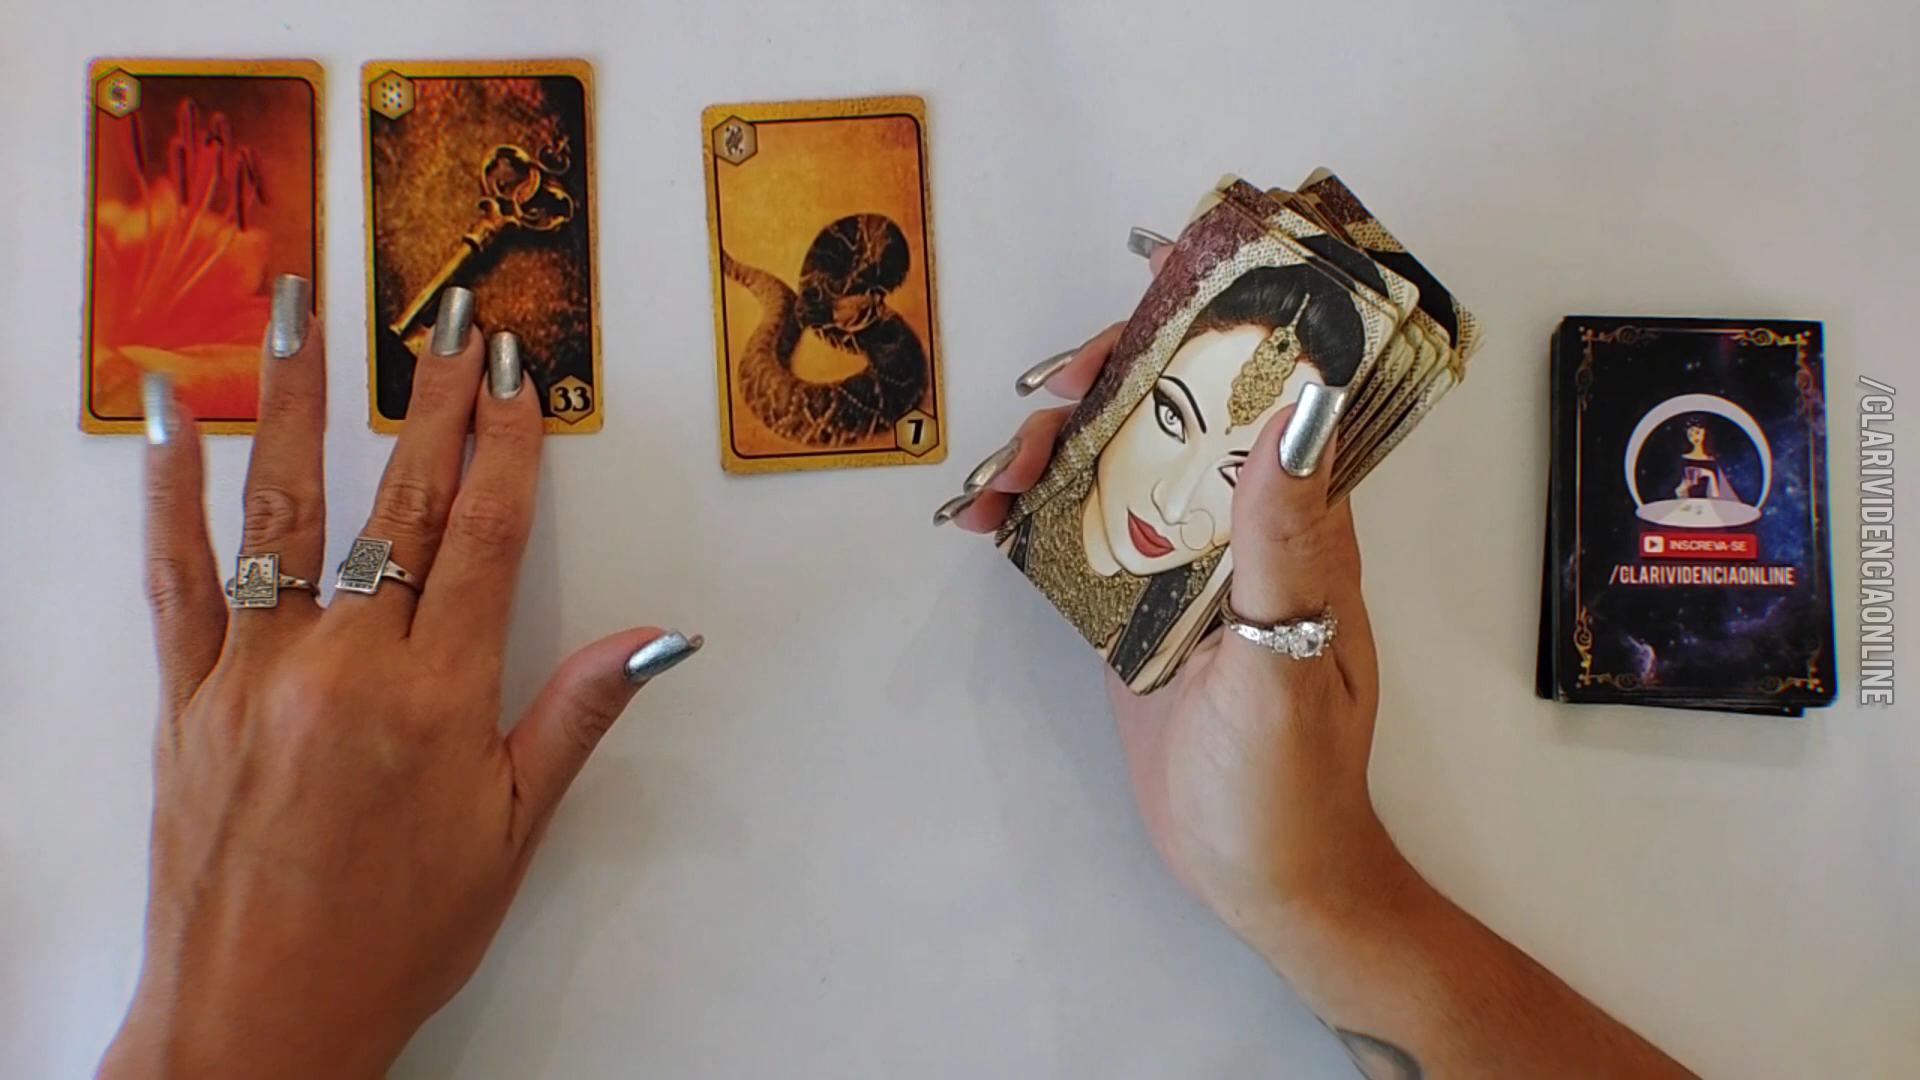 33
7
INSCREVA-SE
/CLARIVIDENCIAONLINE
/CLARIVIDENCIAONLINE